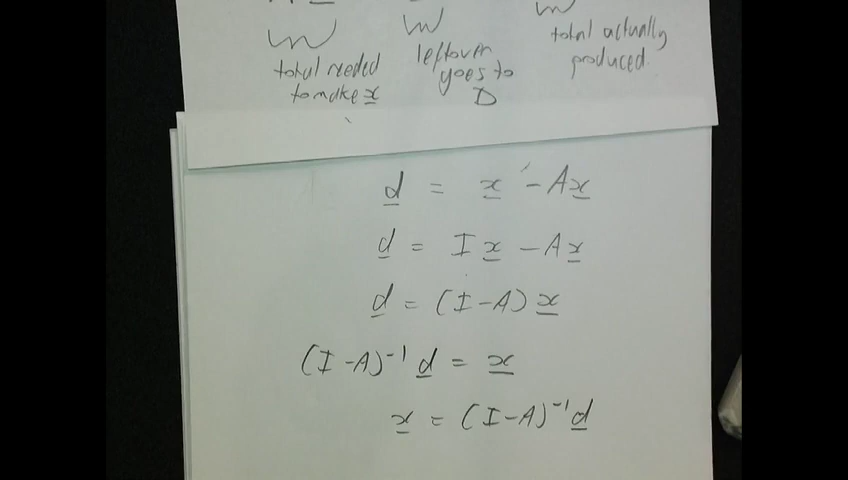 total needed
to make x
leftover
goes to
D
total actually
produced.
d = x - Ax
d = Ix - Ax
d = (I-A)x
(I-A)⁻¹ d = x
x = (I-A)⁻¹ d